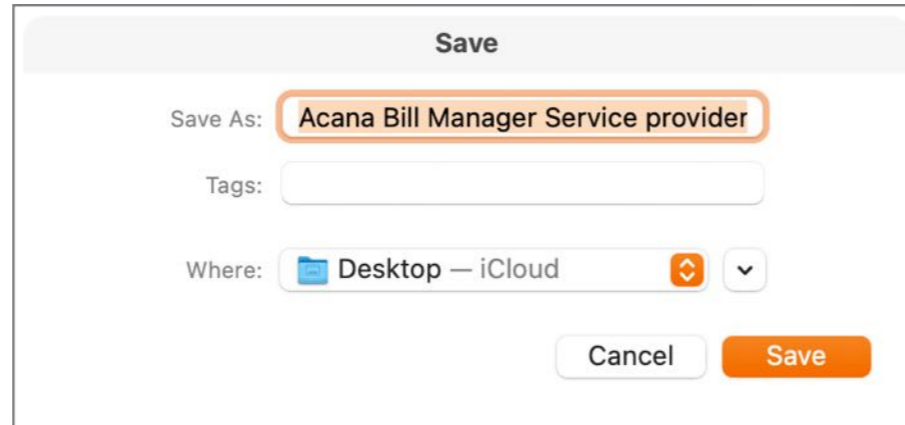 Save
Save As: Acana Bill Manager Service provider
Tags:
Where: Desktop — iCloud
Cancel Save